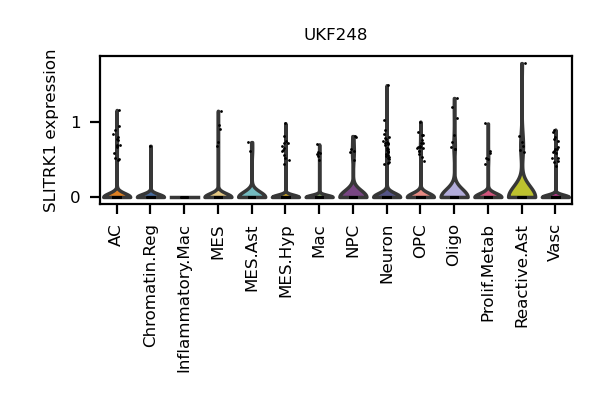 UKF248
SLITRK1 expression
1
0
AC
Chromatin.Reg
Inflammatory.Mac
MES
MES.Ast
MES.Hyp
Mac
NPC
Neuron
OPC
Oligo
Prolif.Metab
Reactive.Ast
Vasc